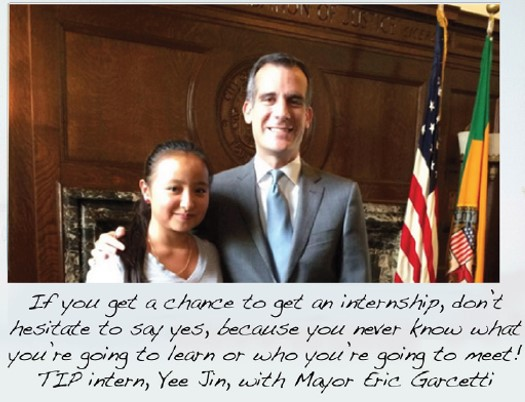 If you get a chance to get an internship, don't
hesitate to say yes, because you never know what
you're going to learn or who you're going to meet!
TIP intern, Yee Jin, with Mayor Eric Garcetti